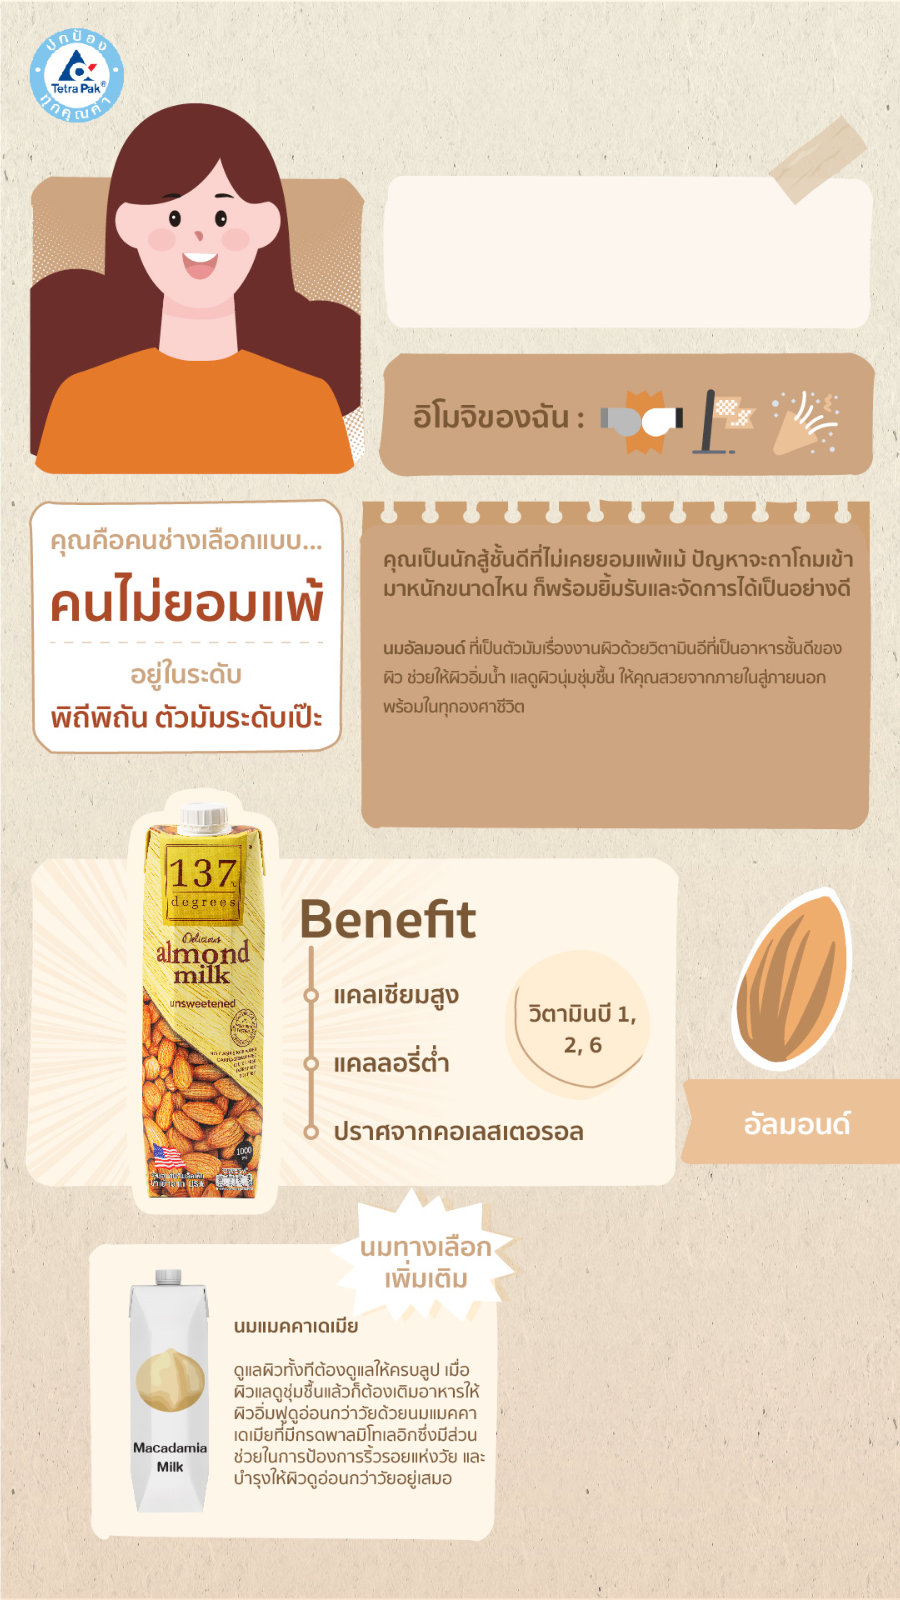 ปกป้อง
Tetra Pak®
ทุกคุณค่า
อิโมจิของฉัน :
คุณคือคนช่างเลือกแบบ...
คนไม่ยอมแพ้
อยู่ในระดับ
พิถีพิถัน ตัวมัมระดับเป๊ะ
คุณเป็นนักสู้ชั้นดีที่ไม่เคยยอมแพ้แม้ ปัญหาจะถาโถมเข้า
มาหนักขนาดไหน ก็พร้อมยิ้มรับและจัดการได้เป็นอย่างดี
นมอัลมอนด์ ที่เป็นตัวมัมเรื่องงานผิวด้วยวิตามินอีที่เป็นอาหารชั้นดีของ
ผิว ช่วยให้ผิวอิ่มน้ำ แลดูผิวนุ่มชุ่มชื้น ให้คุณสวยจากภายในสู่ภายนอก
พร้อมในทุกองศาชีวิต
137
degrees
Delicious
almond
milk
unsweetened
1000
Benefit
แคลเซียมสูง
แคลลอรี่ต่ำ
ปราศจากคอเลสเตอรอล
วิตามินบี 1,
2, 6
อัลมอนด์
นมทางเลือก
เพิ่มเติม
Macadamia
Milk
นมแมคคาเดเมีย
ดูแลผิวทั้งทีต้องดูแลให้ครบลูป เมื่อ
ผิวแลดูชุ่มชื้นแล้วก็ต้องเติมอาหารให้
ผิวอิ่มฟูดูอ่อนกว่าวัยด้วยนมแมคคา
เดเมียที่มีกรดพาลมิโทเลอิกซึ่งมีส่วน
ช่วยในการป้องการริ้วรอยแห่งวัย และ
บำรุงให้ผิวดูอ่อนกว่าวัยอยู่เสมอ